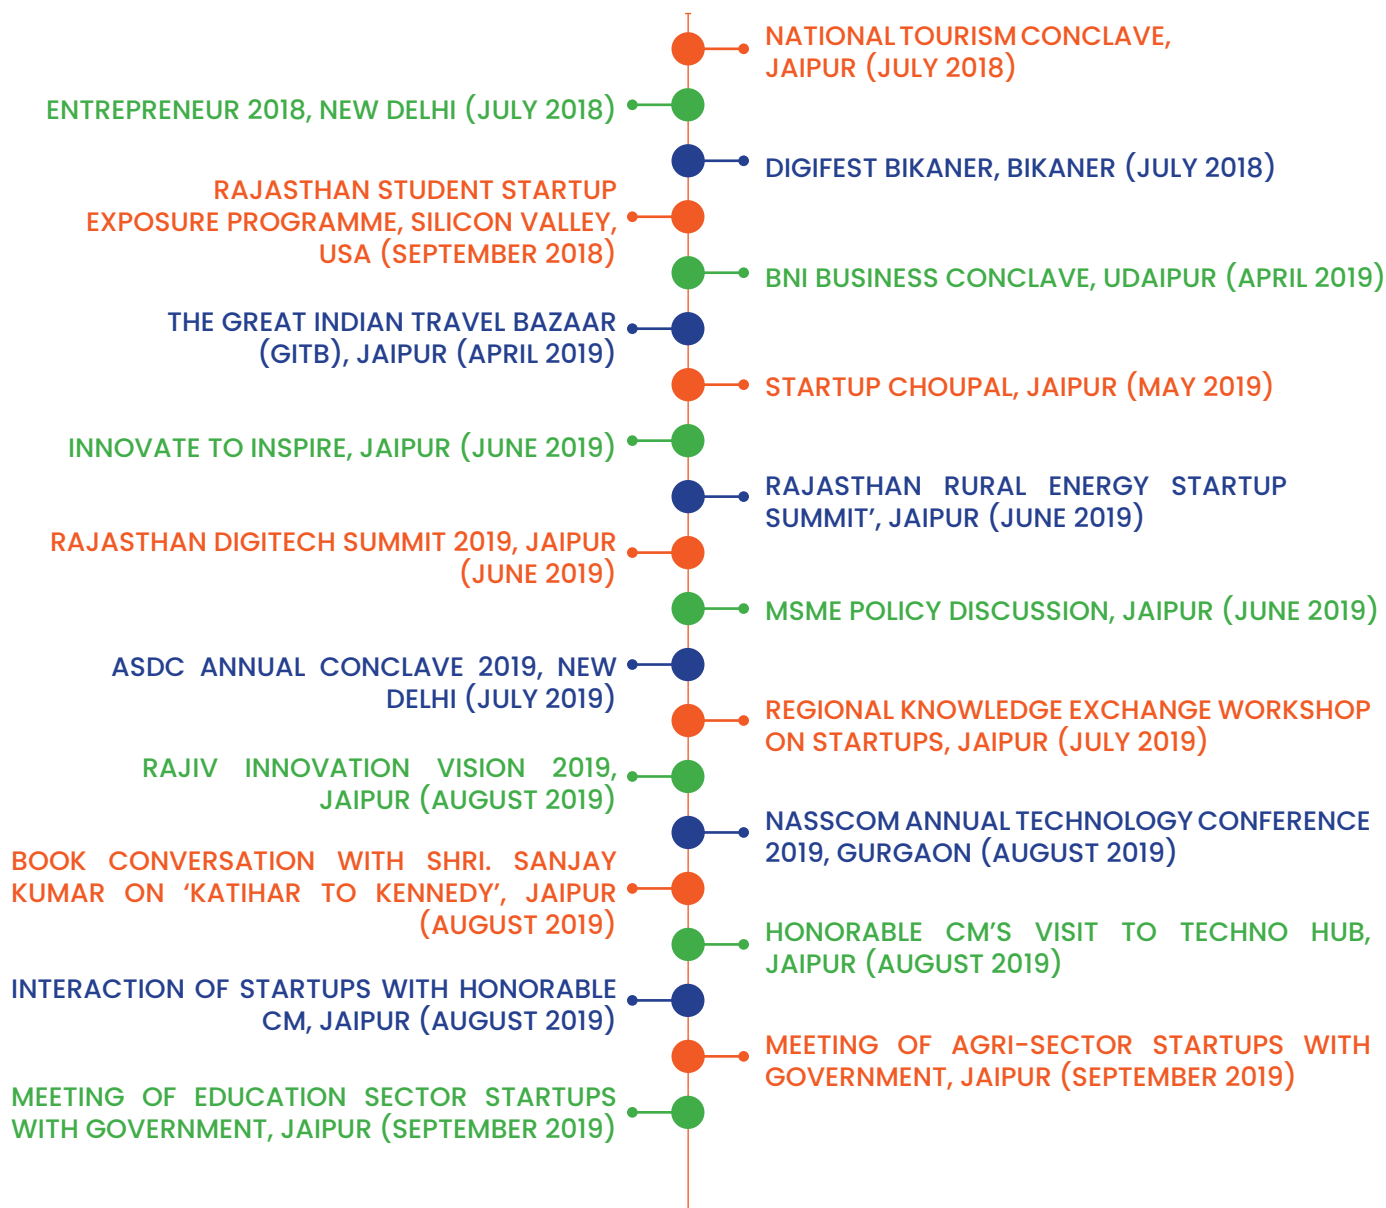 NATIONAL TOURISM CONCLAVE,
JAIPUR (JULY 2018)
ENTREPRENEUR 2018, NEW DELHI (JULY 2018)
DIGIFEST BIKANER, BIKANER (JULY 2018)
RAJASTHAN STUDENT STARTUP
EXPOSURE PROGRAMME, SILICON VALLEY,
USA (SEPTEMBER 2018)
BNI BUSINESS CONCLAVE, UDAIPUR (APRIL 2019)
THE GREAT INDIAN TRAVEL BAZAAR
(GITB), JAIPUR (APRIL 2019)
STARTUP CHOUPAL, JAIPUR (MAY 2019)
INNOVATE TO INSPIRE, JAIPUR (JUNE 2019)
RAJASTHAN RURAL ENERGY STARTUP
SUMMIT’, JAIPUR (JUNE 2019)
RAJASTHAN DIGITECH SUMMIT 2019, JAIPUR
(JUNE 2019)
MSME POLICY DISCUSSION, JAIPUR (JUNE 2019)
ASDC ANNUAL CONCLAVE 2019, NEW
DELHI (JULY 2019)
REGIONAL KNOWLEDGE EXCHANGE WORKSHOP
ON STARTUPS, JAIPUR (JULY 2019)
RAJIV INNOVATION VISION 2019,
JAIPUR (AUGUST 2019)
NASSCOM ANNUAL TECHNOLOGY CONFERENCE
2019, GURGAON (AUGUST 2019)
BOOK CONVERSATION WITH SHRI. SANJAY
KUMAR ON ‘KATIHAR TO KENNEDY’, JAIPUR
(AUGUST 2019)
HONORABLE CM’S VISIT TO TECHNO HUB,
JAIPUR (AUGUST 2019)
INTERACTION OF STARTUPS WITH HONORABLE
CM, JAIPUR (AUGUST 2019)
MEETING OF AGRI-SECTOR STARTUPS WITH
GOVERNMENT, JAIPUR (SEPTEMBER 2019)
MEETING OF EDUCATION SECTOR STARTUPS
WITH GOVERNMENT, JAIPUR (SEPTEMBER 2019)